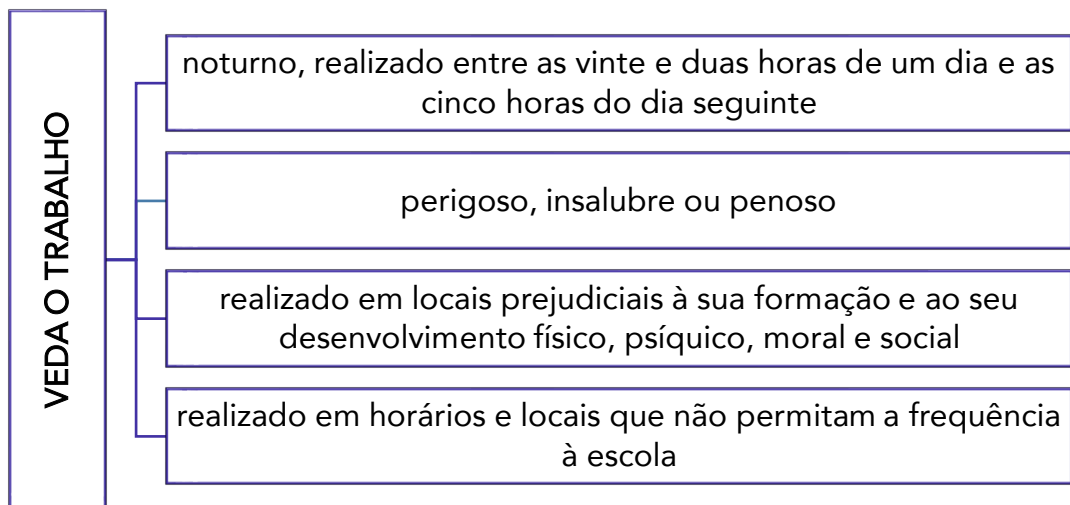 VEDA O TRABALHO
noturno, realizado entre as vinte e duas horas de um dia e as
cinco horas do dia seguinte
perigoso, insalubre ou penoso
realizado em locais prejudiciais à sua formação e ao seu
desenvolvimento físico, psíquico, moral e social
realizado em horários e locais que não permitam a frequência
à escola